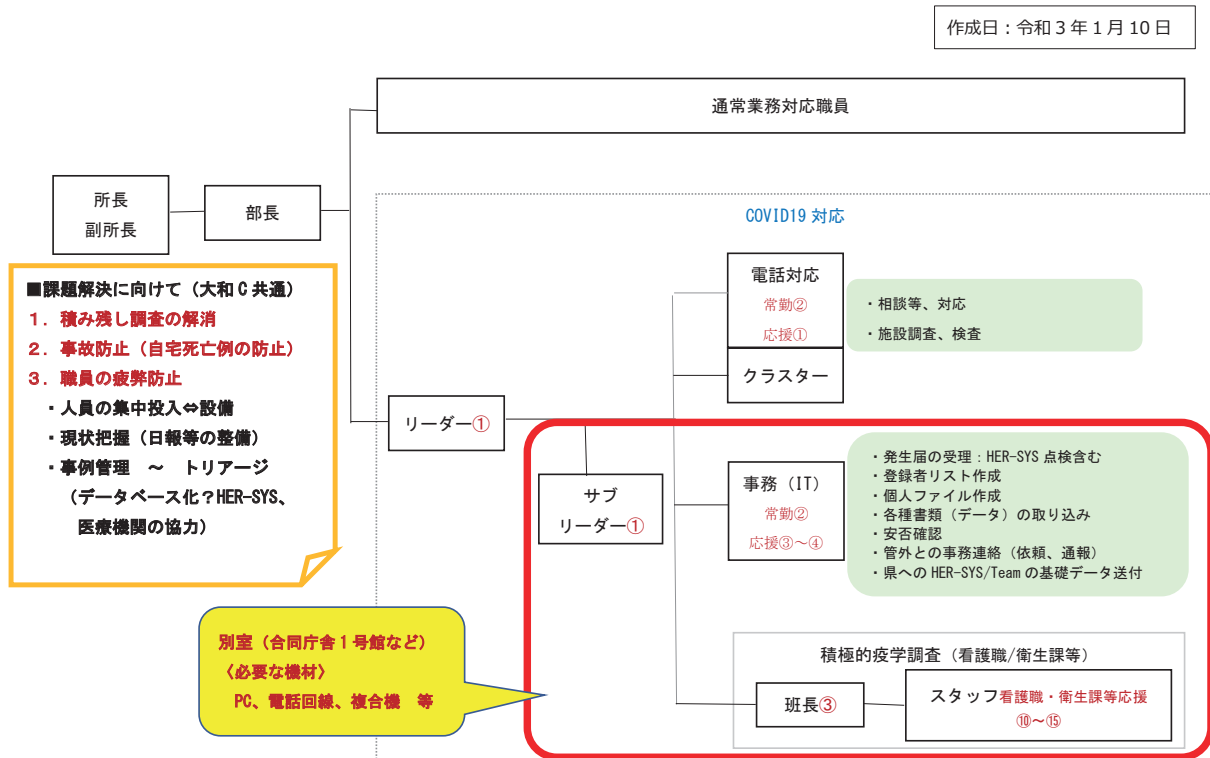 作成日：令和3年1月10日
通常業務対応職員
所長
副所長
部長
COVID19 対応
■課題解決に向けて（大和C共通）
１．積み残し調査の解消
２．事故防止（自宅死亡例の防止）
３．職員の疲弊防止
・人員の集中投入⇔設備
・現状把握（日報等の整備）
・事例管理　～　トリアージ
（データベース化？HER-SYS、
医療機関の協力）
電話対応
常勤②
応援①
・相談等、対応
・施設調査、検査
クラスター
リーダー①
サブ
リーダー①
事務（IT）
常勤②
応援③～④
・発生届の受理：HER-SYS 点検含む
・登録者リスト作成
・個人ファイル作成
・各種書類（データ）の取り込み
・安否確認
・管外との事務連絡（依頼、通報）
・県への HER-SYS/Team の基礎データ送付
別室（合同庁舎1号館など）
〈必要な機材〉
PC、電話回線、複合機　等
積極的疫学調査（看護職/衛生課等）
班長③
スタッフ看護職・衛生課等応援
⑩～⑮